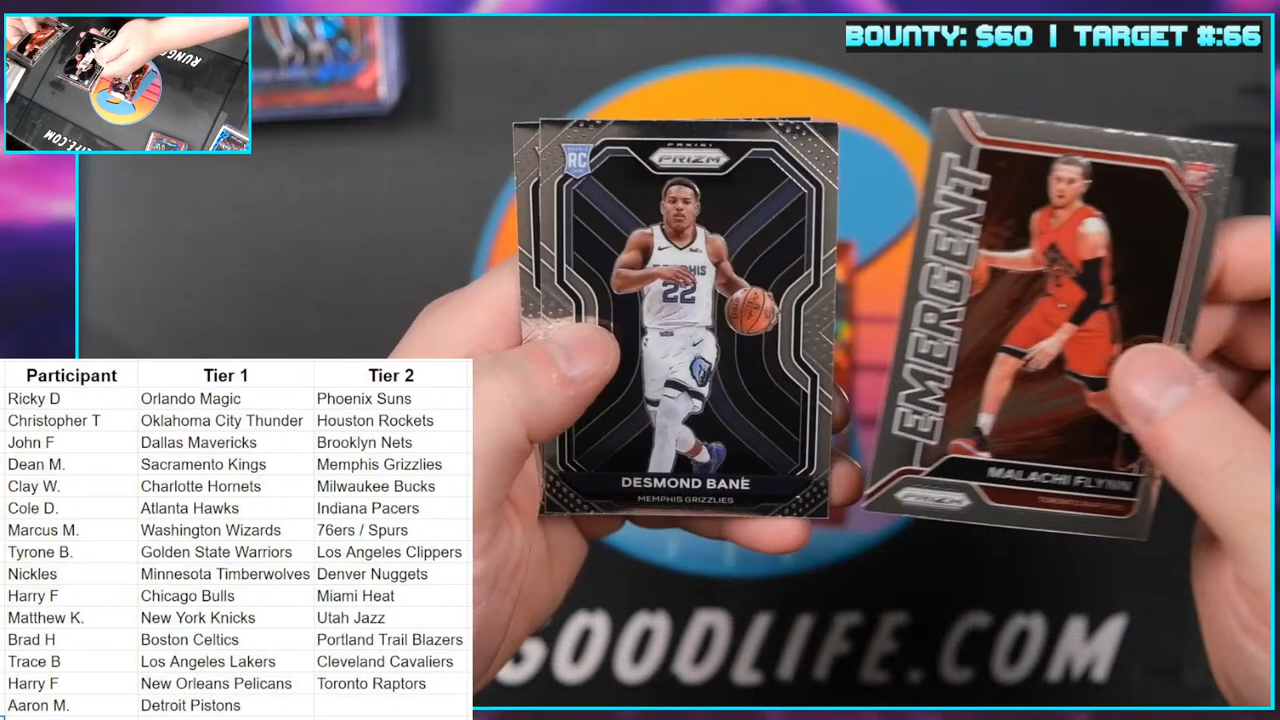 BOUNTY: $60 | TARGET #:66
RC
PANINI
PRIZM
22
DESMOND BANE
MEMPHIS GRIZZLIES
EMERGENT
MALACHI FLYNN
TORONTO RAPTORS
PRIZM
Participant Tier 1 Tier 2
Ricky D Orlando Magic Phoenix Suns
Christopher T Oklahoma City Thunder Houston Rockets
John F Dallas Mavericks Brooklyn Nets
Dean M. Sacramento Kings Memphis Grizzlies
Clay W. Charlotte Hornets Milwaukee Bucks
Cole D. Atlanta Hawks Indiana Pacers
Marcus M. Washington Wizards 76ers / Spurs
Tyrone B. Golden State Warriors Los Angeles Clippers
Nickles Minnesota Timberwolves Denver Nuggets
Harry F Chicago Bulls Miami Heat
Matthew K. New York Knicks Utah Jazz
Brad H Boston Celtics Portland Trail Blazers
Trace B Los Angeles Lakers Cleveland Cavaliers
Harry F New Orleans Pelicans Toronto Raptors
Aaron M. Detroit Pistons
GOODLIFE.COM